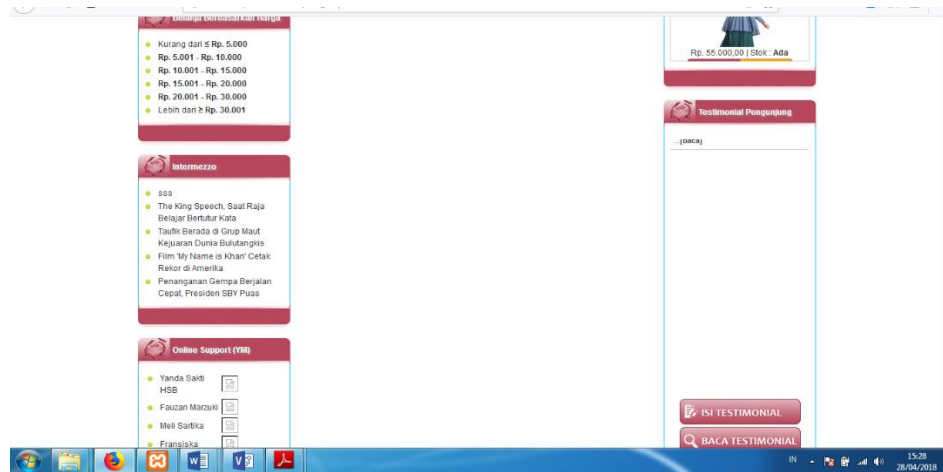 Belanja Berdasarkan Harga
Kurang dari ≤ Rp. 5.000
Rp. 5.001 - Rp. 10.000
Rp. 10.001 - Rp. 15.000
Rp. 15.001 - Rp. 20.000
Rp. 20.001 - Rp. 30.000
Lebih dari ≥ Rp. 30.001
Intermezzo
sss
The King Speech, Saat Raja
Belajar Bertutur Kata
Taufik Berada di Grup Maut
Kejuaran Dunia Bulutangkis
Film 'My Name is Khan' Cetak
Rekor di Amerika
Penanganan Gempa Berjalan
Cepat, Presiden SBY Puas
Online Support (YM)
Yanda Sakti
HSB
Fauzan Marzuki
Meli Sartika
Fransiska
Rp. 55.000,00 | Stok : Ada
Testimonial Pengunjung
...[baca]
ISI TESTIMONIAL
BACA TESTIMONIAL
IN
15:28
28/04/2018